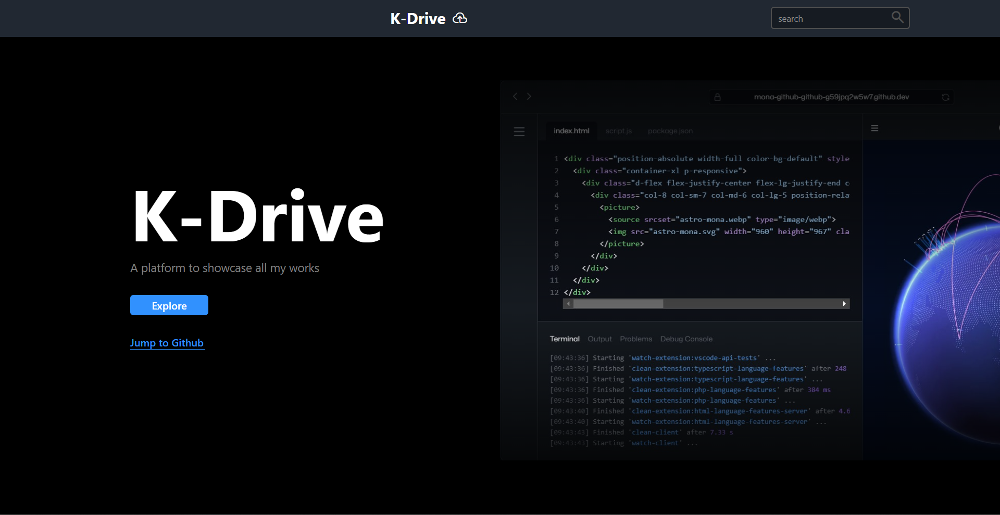 K-Drive
search
K-Drive
A platform to showcase all my works
Explore
Jump to Github
mona-github-github-g59jpq2w5w7.github.dev
index.html script.js package.json
1 <div class="position-absolute width-full color-bg-default" style
2 <div class="container-xl p-responsive">
3 <div class="d-flex flex-justify-center flex-lg-justify-end c
4 <div class="col-8 col-sm-7 col-md-6 col-lg-5 position-rela
5 <picture>
6 <source srcset="astro-mona.webp" type="image/webp">
7 <img src="astro-mona.svg" width="960" height="967" cla
8 </picture>
9 </div>
10 </div>
11 </div>
12 </div>
Terminal Output Problems Debug Console
[09:43:36] Starting 'watch-extension:vscode-api-tests' ...
[09:43:36] Finished 'clean-extension:typescript-language-features' after 248
[09:43:36] Starting 'watch-extension:typescript-language-features' ...
[09:43:36] Finished 'clean-extension:php-language-features' after 384 ms
[09:43:36] Starting 'watch-extension:php-language-features' ...
[09:43:40] Finished 'clean-extension:html-language-features-server' after 4.6
[09:43:40] Starting 'watch-extension:html-language-features-server' ...
[09:43:43] Finished 'clean-client' after 7.33 s
[09:43:43] Starting 'watch-client' ...